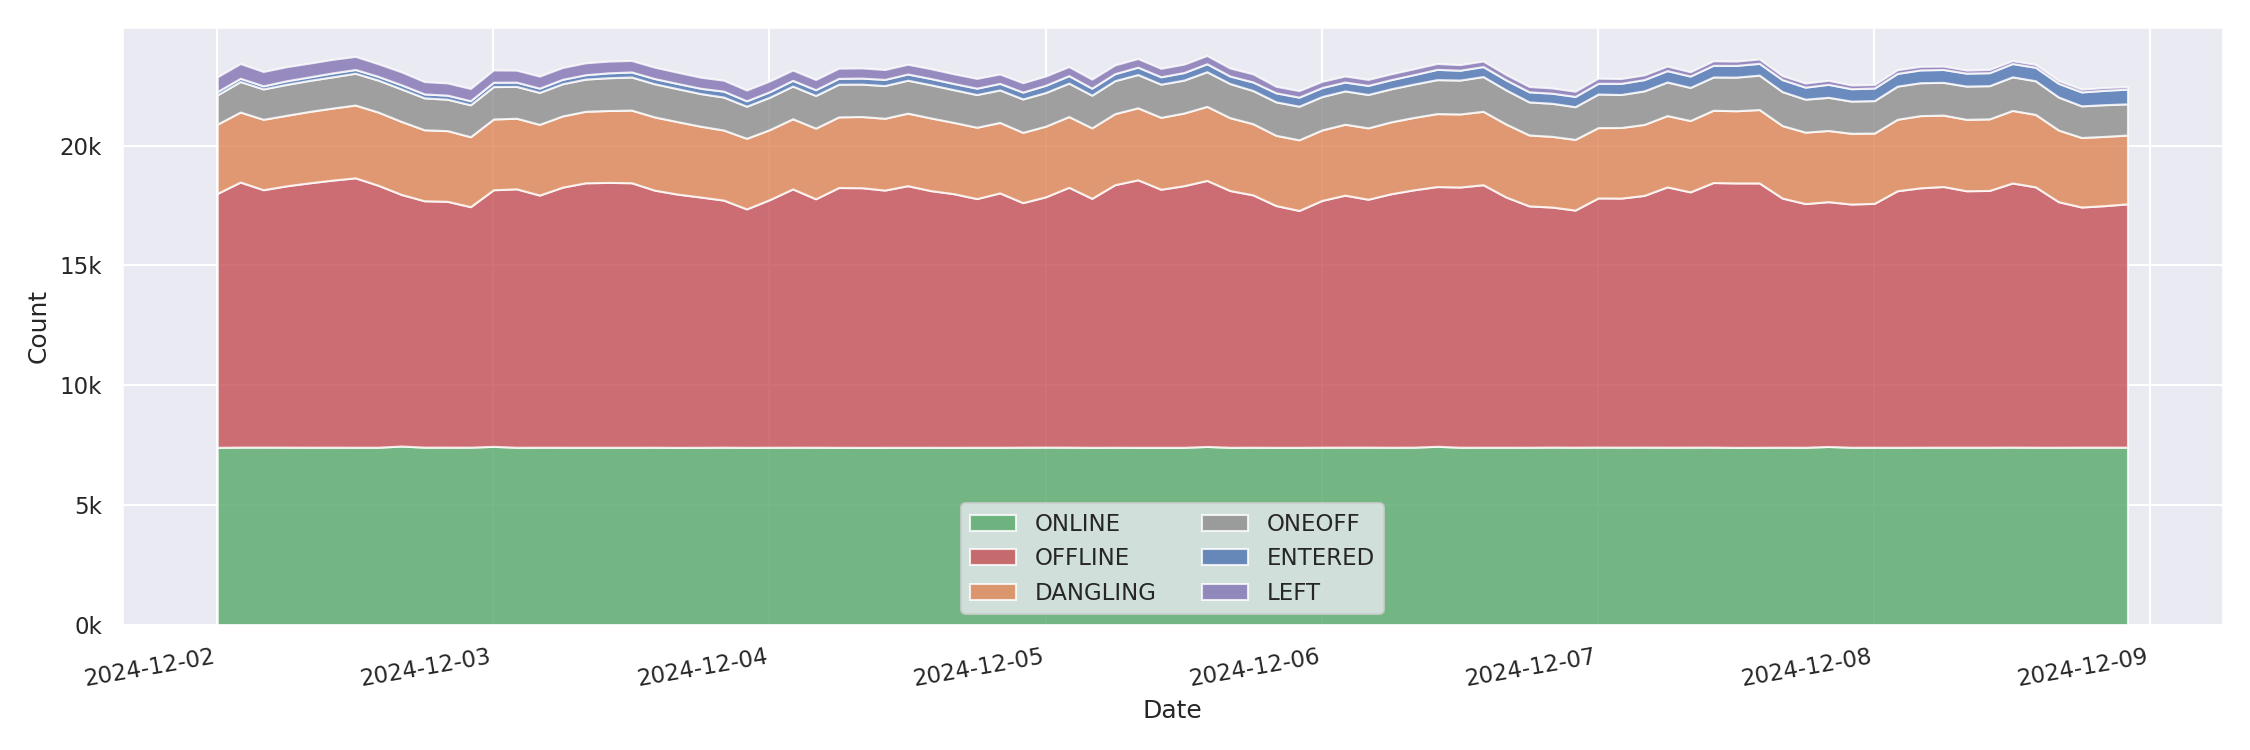 Count
20k
15k
10k
5k
0k
ONLINE
OFFLINE
DANGLING
ONEOFF
ENTERED
LEFT
2024-12-02
2024-12-03
2024-12-04
2024-12-05
2024-12-06
2024-12-07
2024-12-08
2024-12-09
Date